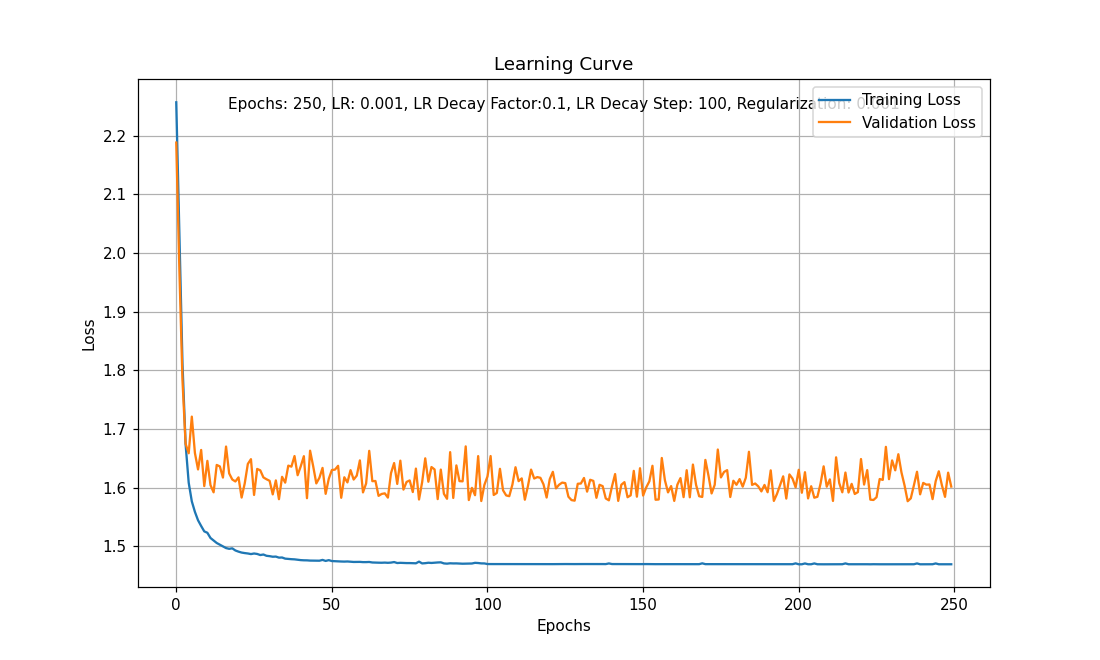 Learning Curve
Epochs: 250, LR: 0.001, LR Decay Factor:0.1, LR Decay Step: 100, Regularization: 0.001
Training Loss
Validation Loss
2.2
2.1
2.0
1.9
1.8
1.7
1.6
1.5
Loss
0 50 100 150 200 250
Epochs